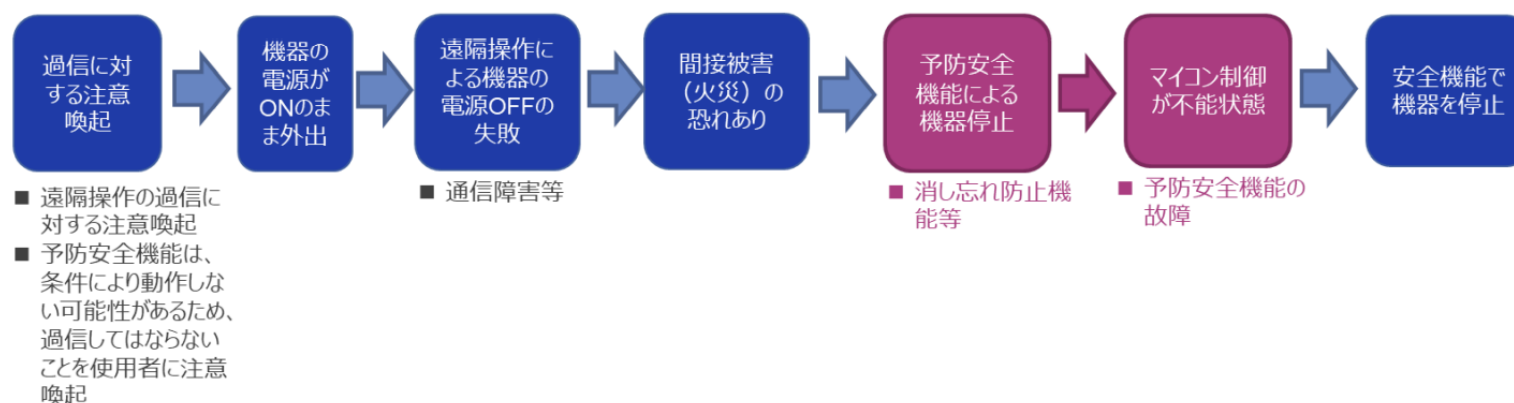 過信に対
する注意
喚起
機器の
電源が
ONのま
ま外出
遠隔操作に
よる機器の
電源OFFの
失敗
間接被害
（火災）の
恐れあり
予防安全
機能による
機器停止
マイコン制御
が不能状態
安全機能で
機器を停止
■ 遠隔操作の過信に
対する注意喚起
■ 予防安全機能は、
条件により動作しな
い可能性があるため、
過信してはならない
ことを使用者に注意
喚起
■ 通信障害等
■ 消し忘れ防止機
能等
■ 予防安全機能の
故障